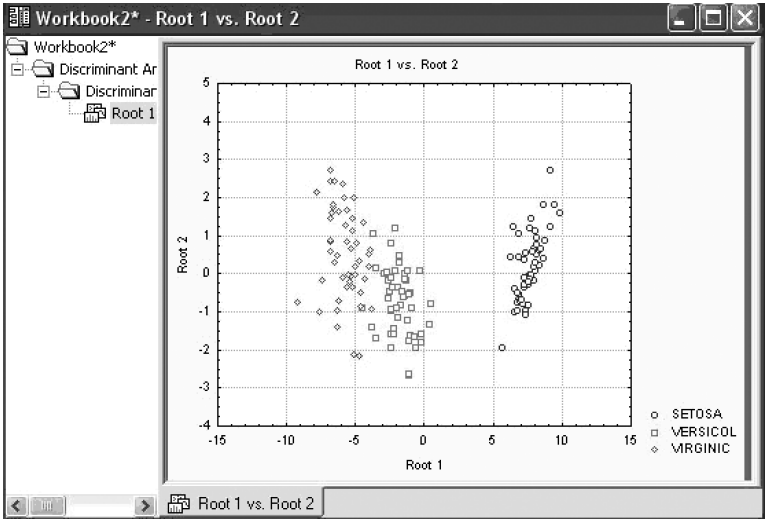 Workbook2* - Root 1 vs. Root 2
Workbook2*
Discriminant Ar
Discriminar
Root 1
Root 1 vs. Root 2
5
4
3
2
1
0
-1
-2
-3
-4
Root 2
-15
-10
-5
0
5
10
15
Root 1
SETOSA
VERSICOL
VIRGINIC
Root 1 vs. Root 2